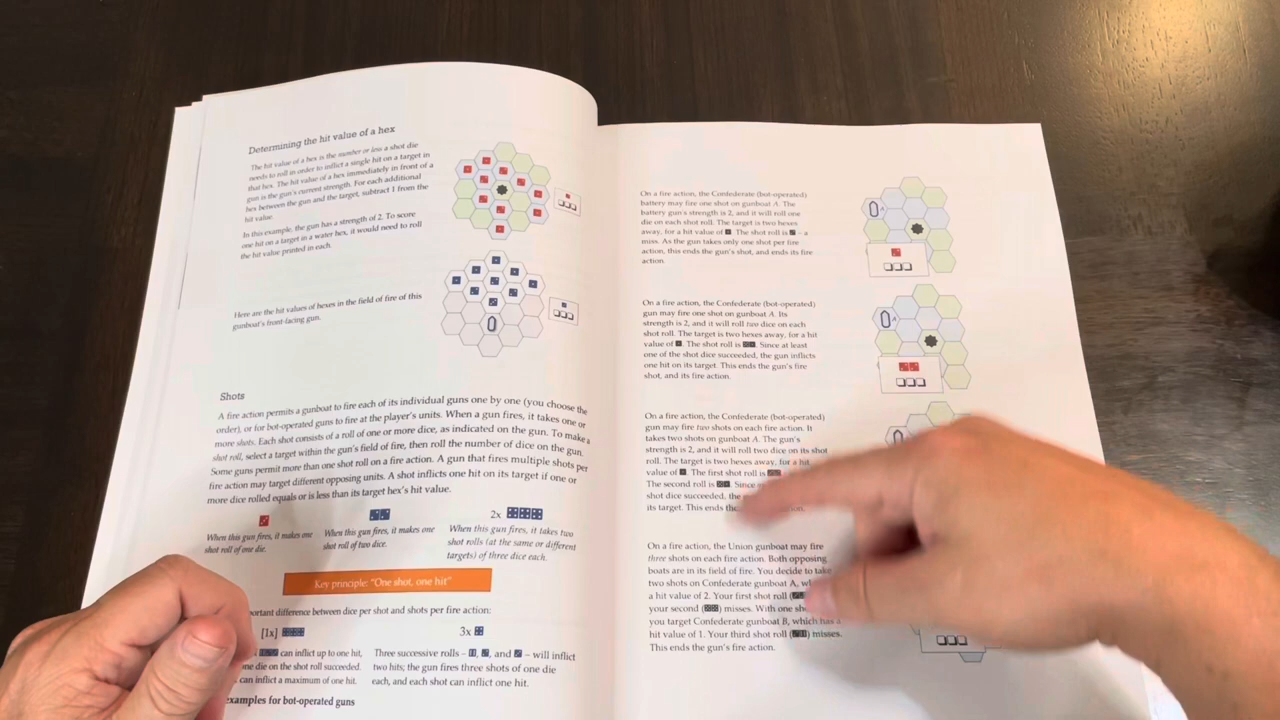 Determining the hit value of a hex
The hit value of a hex is the number or less a shot die
needs to roll in order to inflict a single hit on a target in
that hex. The hit value of a hex immediately in front of a
gun is the gun's current strength. For each additional
hex between the gun and the target, subtract 1 from the
hit value.
In this example, the gun has a strength of 2. To score
one hit on a target in a water hex, it would need to roll
the hit value printed in each.
Here are the hit values of hexes in the field of fire of this
gunboat's front-facing gun.
Shots
A fire action permits a gunboat to fire each of its individual guns one by one (you choose the
order), or for bot-operated guns to fire at the player's units. When a gun fires, it takes one or
more shots. Each shot consists of a roll of one or more dice, as indicated on the gun. To make a
shot roll, select a target within the gun's field of fire, then roll the number of dice on the gun.
Some guns permit more than one shot roll on a fire action. A gun that fires multiple shots per
fire action may target different opposing units. A shot inflicts one hit on its target if one or
more dice rolled equals or is less than its target hex's hit value.
2x
When this gun fires, it makes one
shot roll of one die.
When this gun fires, it makes one
shot roll of two dice.
When this gun fires, it takes two
shot rolls (at the same or different
targets) of three dice each.
Key principle: "One shot, one hit"
difference between dice per shot and shots per fire action:
[1x]
3x
can inflict up to one hit,
one die on the shot roll succeeded.
can inflict a maximum of one hit.
Three successive rolls – , , and – will inflict
two hits; the gun fires three shots of one die
each, and each shot can inflict one hit.
examples for bot-operated guns
On a fire action, the Confederate (bot-operated)
battery may fire one shot on gunboat A. The
battery gun's strength is 2, and it will roll one
die on each shot roll. The target is two hexes
away, for a hit value of . The shot roll is – a
miss. As the gun takes only one shot per fire
action, this ends the gun's shot, and ends its fire
action.
A
On a fire action, the Confederate (bot-operated)
gun may fire one shot on gunboat A. Its
strength is 2, and it will roll two dice on each
shot roll. The target is two hexes away, for a hit
value of . The shot roll is . Since at least
one of the shot dice succeeded, the gun inflicts
one hit on its target. This ends the gun's fire
shot, and its fire action.
A
On a fire action, the Confederate (bot-operated)
gun may fire two shots on each fire action. It
takes two shots on gunboat A. The gun's
strength is 2, and it will roll two dice on its shot
roll. The target is two hexes away, for a hit
value of . The first shot roll is
The second roll is . Since
shot dice succeeded, the
its target. This ends the
On a fire action, the Union gunboat may fire
three shots on each fire action. Both opposing
boats are in its field of fire. You decide to take
two shots on Confederate gunboat A,
a hit value of 2. Your first shot roll (
your second ( ) misses. With one
you target Confederate gunboat B, which has a
hit value of 1. Your third shot roll ( ) misses.
This ends the gun's fire action.